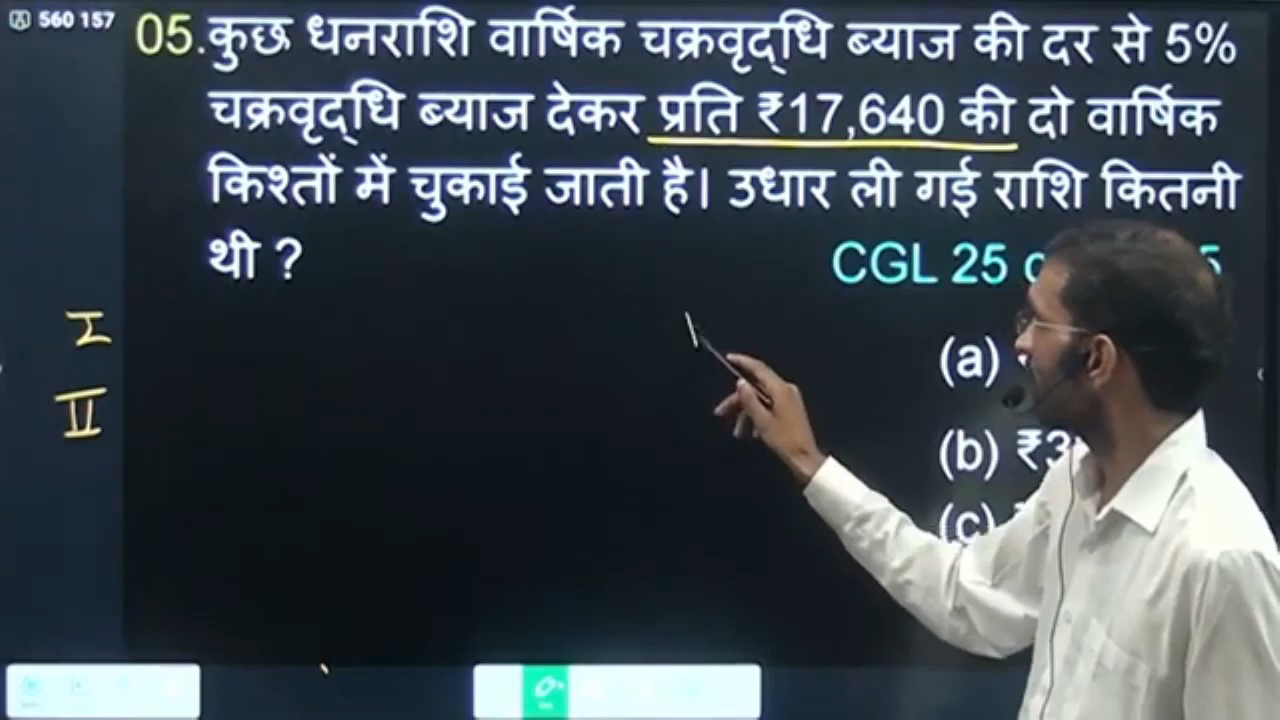 560 157
05.कुछ धनराशि वार्षिक चक्रवृद्धि ब्याज की दर से 5%
चक्रवृद्धि ब्याज देकर प्रति ₹17,640 की दो वार्षिक
किश्तों में चुकाई जाती है। उधार ली गई राशि कितनी
थी ?
CGL 25
I
(a)
II
(b) ₹3
(c)